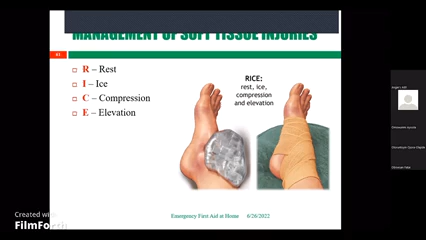 MANAGEMENT OF SOFT TISSUE INJURIES
R – Rest
I – Ice
C – Compression
E – Elevation
RICE:
rest, ice,
compression
and elevation
Emergency First Aid at Home 6/26/2022
Created with
FilmForth